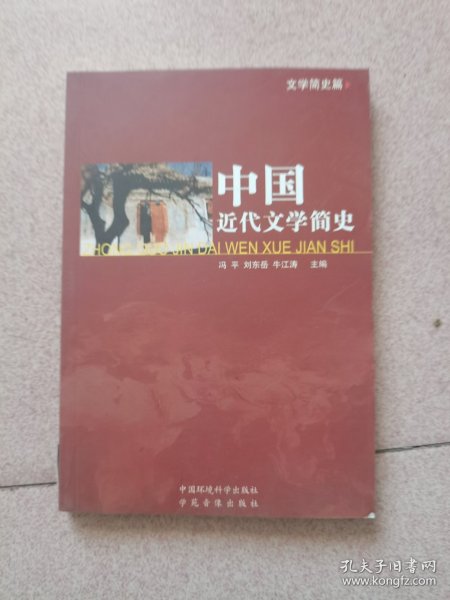 文学简史篇
中国
近代文学简史
ZHONG GUO JIN DAI WEN XUE JIAN SHI
冯 平 刘东岳 牛江涛 主编
中国环境科学出版社
学苑音像出版社
孔夫子旧书网
www.kongfz.com